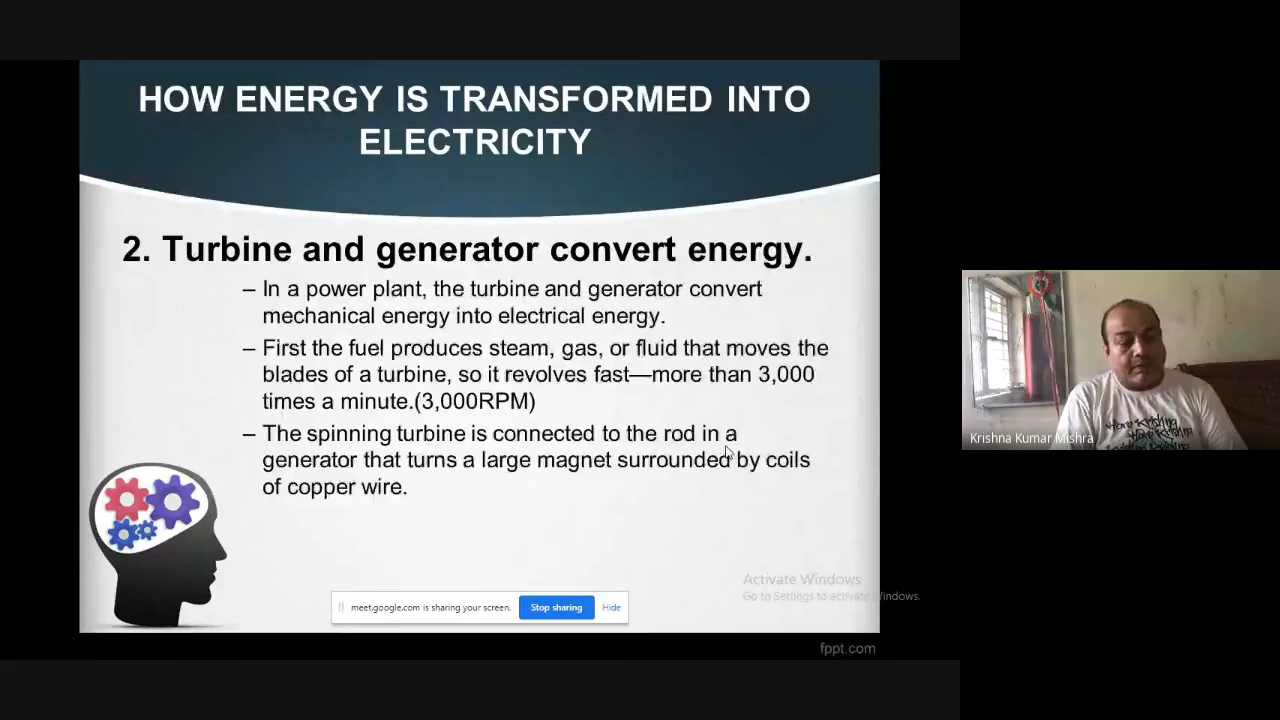 HOW ENERGY IS TRANSFORMED INTO
ELECTRICITY
2. Turbine and generator convert energy.
– In a power plant, the turbine and generator convert
mechanical energy into electrical energy.
– First the fuel produces steam, gas, or fluid that moves the
blades of a turbine, so it revolves fast—more than 3,000
times a minute.(3,000RPM)
– The spinning turbine is connected to the rod in a
generator that turns a large magnet surrounded by coils
of copper wire.
Activate Windows
Go to Settings to activate Windows.
meet.google.com is sharing your screen.
Stop sharing
Hide
fppt.com
Krishna Kumar Mishra
Hare Krishna